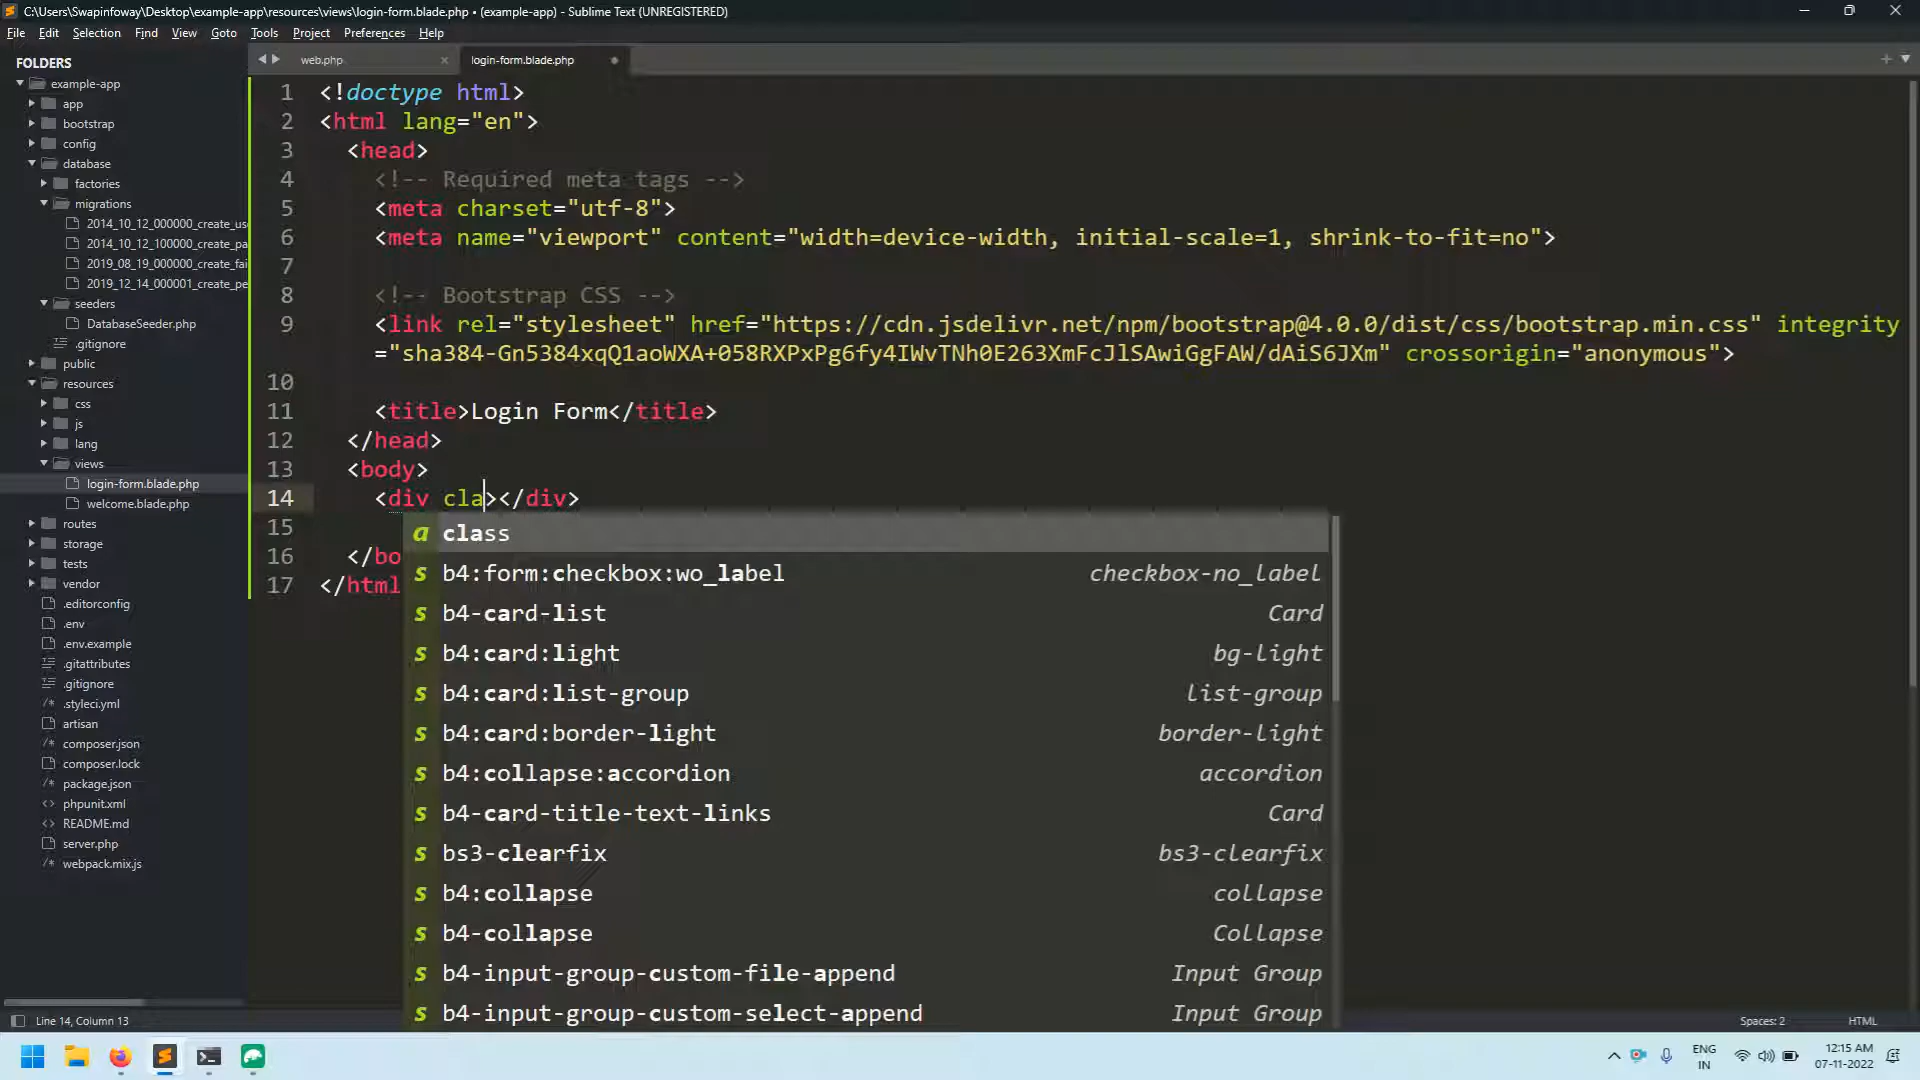 C:\Users\Swapinfoway\Desktop\example-app\resources\views\login-form.blade.php • (example-app) - Sublime Text (UNREGISTERED)
File Edit Selection Find View Goto Tools Project Preferences Help
FOLDERS
example-app
app
bootstrap
config
database
factories
migrations
2014_10_12_000000_create_us
2014_10_12_100000_create_pa
2019_08_19_000000_create_fai
2019_12_14_000001_create_pe
seeders
DatabaseSeeder.php
.gitignore
public
resources
css
js
lang
views
login-form.blade.php
welcome.blade.php
routes
storage
tests
vendor
.editorconfig
.env
.env.example
.gitattributes
.gitignore
.styleci.yml
artisan
composer.json
composer.lock
package.json
phpunit.xml
README.md
server.php
webpack.mix.js
web.php
login-form.blade.php
1 <!doctype html>
2 <html lang="en">
3 <head>
4 <!-- Required meta tags -->
5 <meta charset="utf-8">
6 <meta name="viewport" content="width=device-width, initial-scale=1, shrink-to-fit=no">
7
8 <!-- Bootstrap CSS -->
9 <link rel="stylesheet" href="https://cdn.jsdelivr.net/npm/bootstrap@4.0.0/dist/css/bootstrap.min.css" integrity
="sha384-Gn5384xqQ1aoWXA+058RXPxPg6fy4IWvTNh0E263XmFcJlSAwiGgFAW/dAiS6JXm" crossorigin="anonymous">
10
11 <title>Login Form</title>
12 </head>
13 <body>
14 <div cla></div>
15
16 </bo
17 </html
a class
s b4:form:checkbox:wo_label checkbox-no_label
s b4-card-list Card
s b4:card:light bg-light
s b4:card:list-group list-group
s b4:card:border-light border-light
s b4:collapse:accordion accordion
s b4-card-title-text-links Card
s bs3-clearfix bs3-clearfix
s b4:collapse collapse
s b4-collapse Collapse
s b4-input-group-custom-file-append Input Group
s b4-input-group-custom-select-append Input Group
Line 14, Column 13
Spaces: 2
HTML
ENG
IN
12:15 AM
07-11-2022